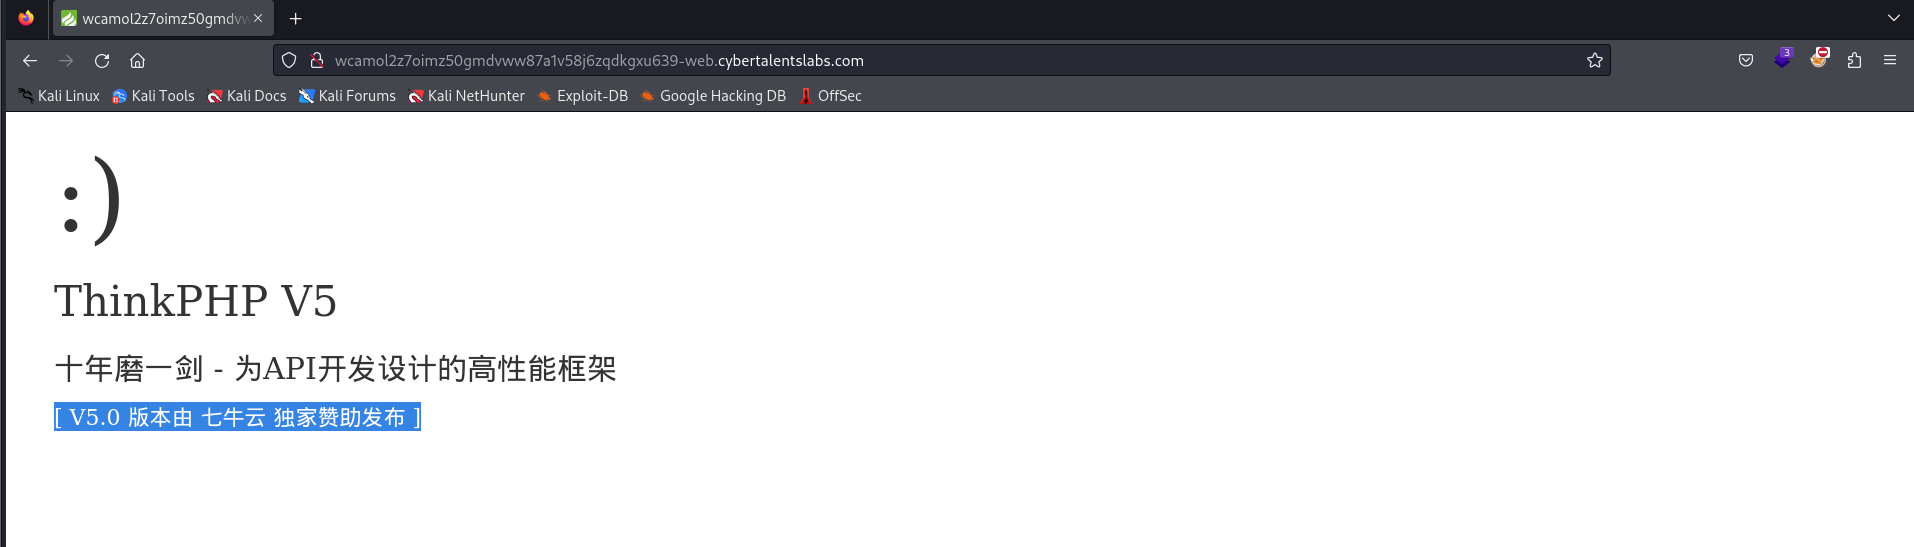 wcamol2z7oimz50gmdvw
wcamol2z7oimz50gmdvww87a1v58j6zqdkgxu639-web.cybertalentslabs.com
3
Kali Linux Kali Tools Kali Docs Kali Forums Kali NetHunter Exploit-DB Google Hacking DB OffSec
:)
ThinkPHP V5
十年磨一剑 - 为API开发设计的高性能框架
[ V5.0 版本由 七牛云 独家赞助发布 ]